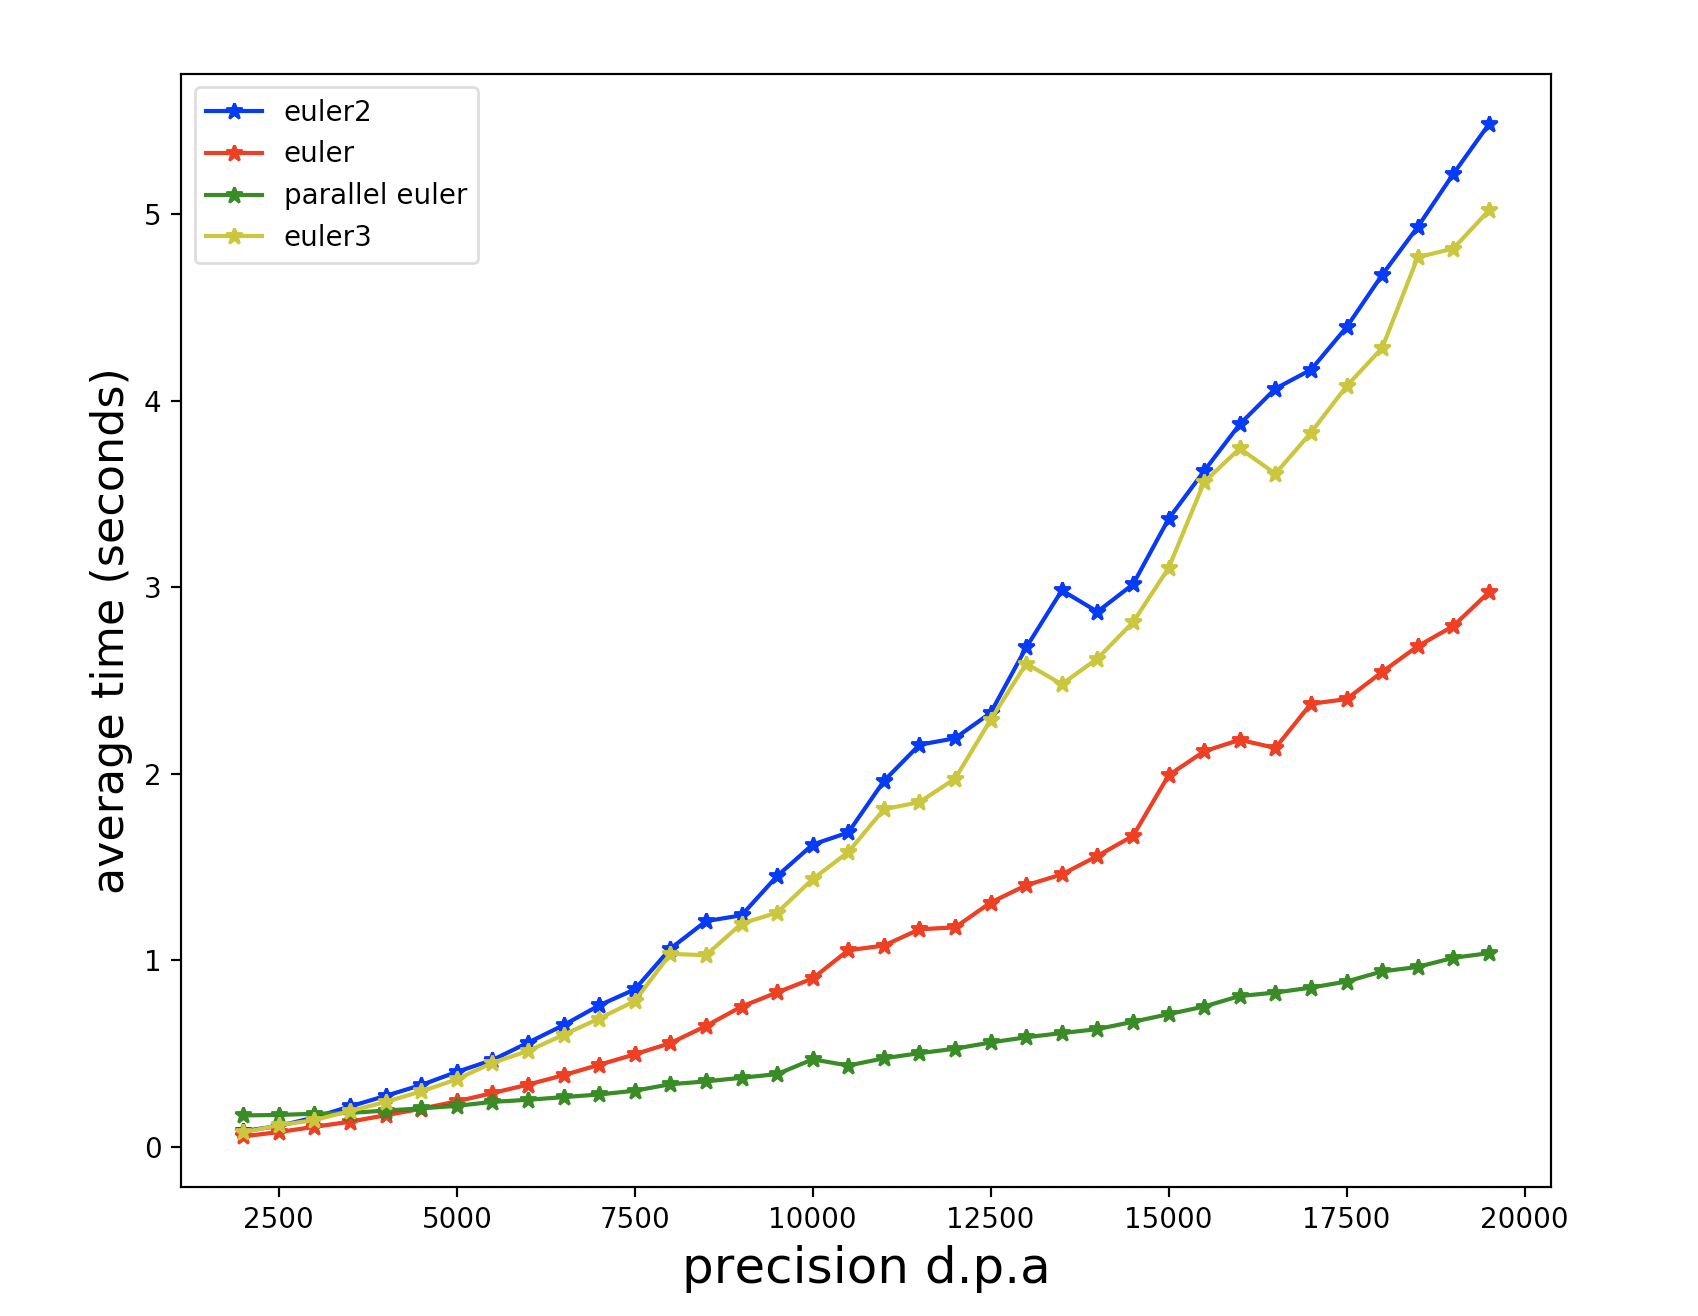 euler2
euler
parallel euler
euler3
5
4
3
2
1
0
average time (seconds)
2500 5000 7500 10000 12500 15000 17500 20000
precision d.p.a